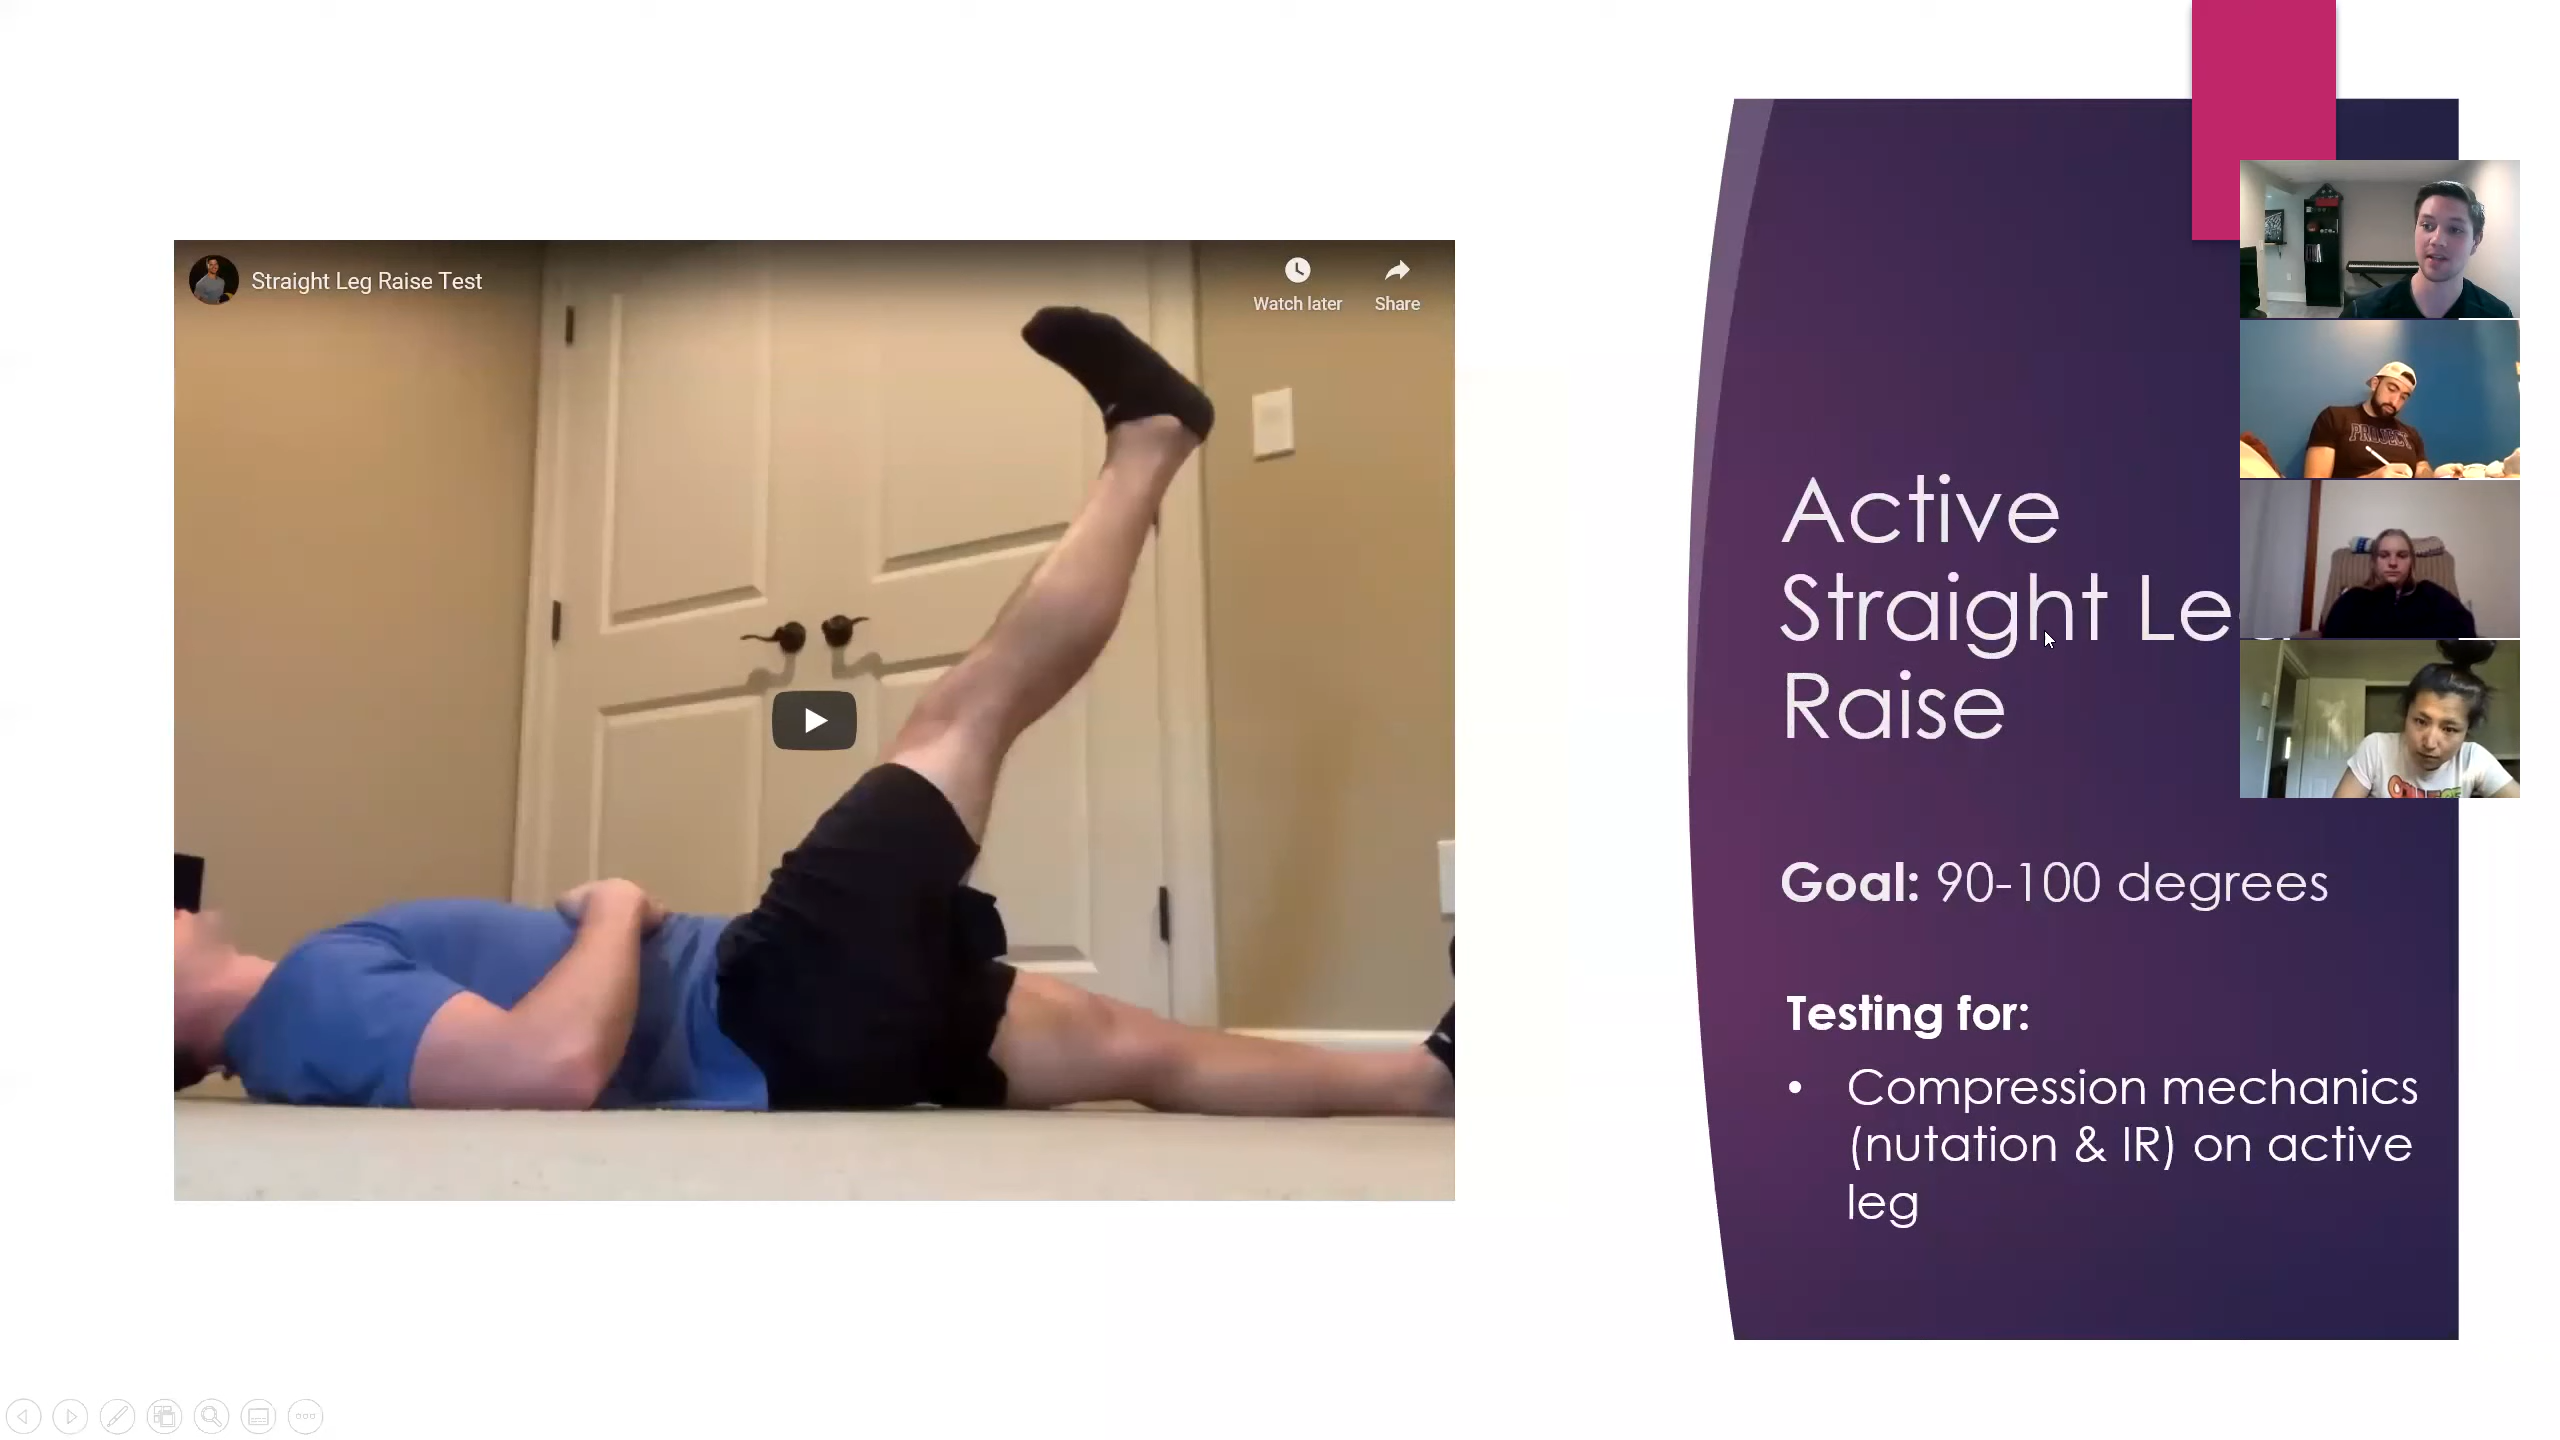 Straight Leg Raise Test
Watch later
Share
Active
Straight Le
Raise
Goal: 90-100 degrees
Testing for:
• Compression mechanics
(nutation & IR) on active
leg
PROJECT